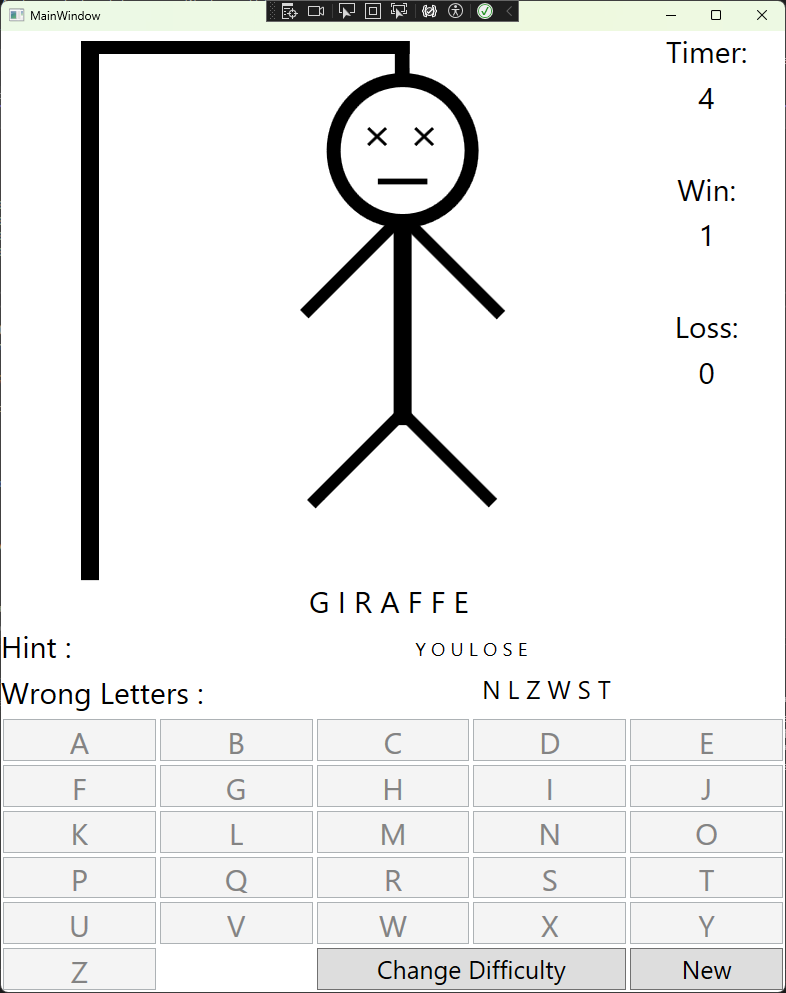 MainWindow
Timer:
4
Win:
1
Loss:
0
G I R A F F E
Hint : Y O U L O S E
Wrong Letters : N L Z W S T
A B C D E
F G H I J
K L M N O
P Q R S T
U V W X Y
Z Change Difficulty New